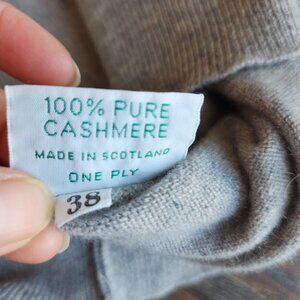 100% PURE
CASHMERE
MADE IN SCOTLAND
ONE PLY
38